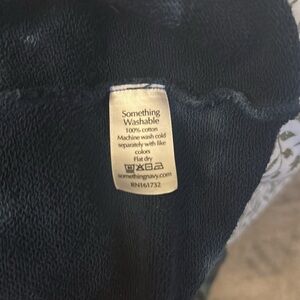 Something
Washable
100% cotton
Machine wash cold
separately with like
colors
Flat dry
somethingnavy.com
RN161732